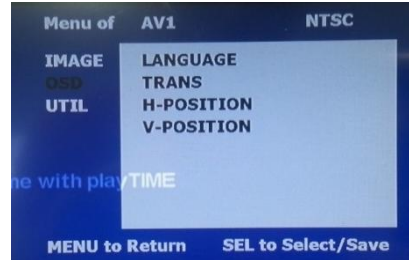 Menu of AV1 NTSC
IMAGE LANGUAGE
OSD TRANS
UTIL H-POSITION
V-POSITION
ne with playTIME
MENU to Return SEL to Select/Save